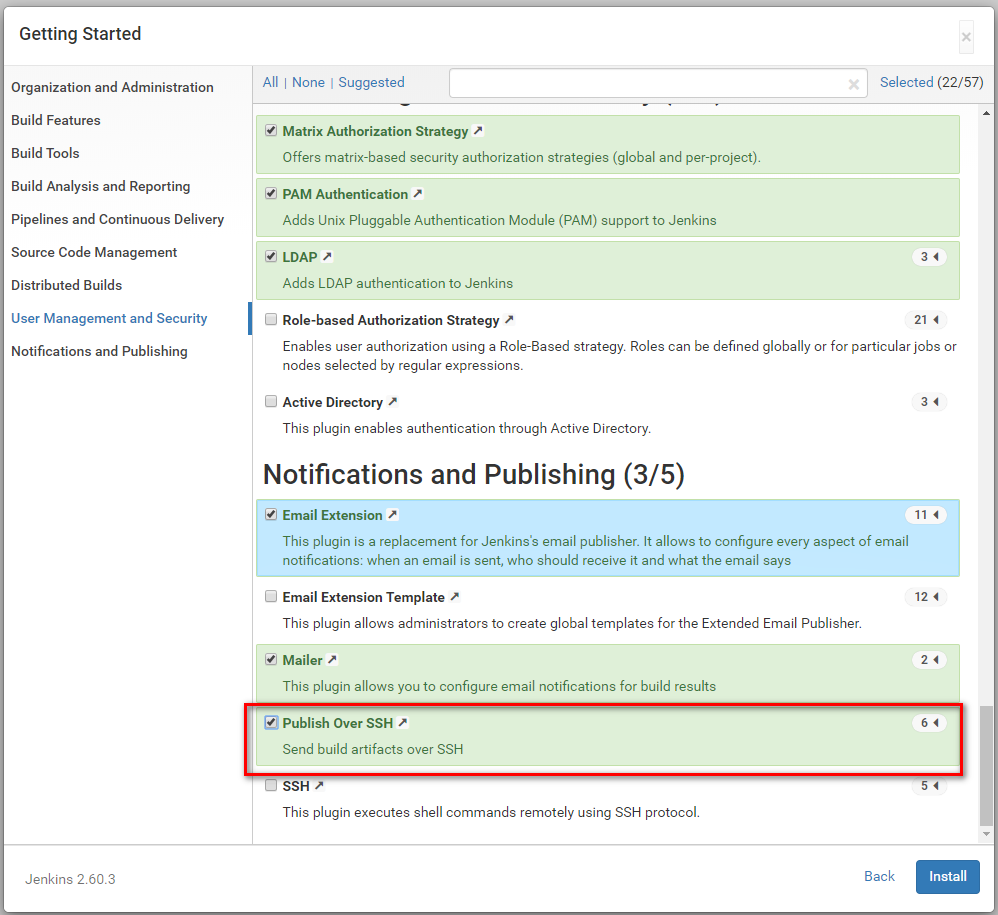 Getting Started
×
Organization and Administration
Build Features
Build Tools
Build Analysis and Reporting
Pipelines and Continuous Delivery
Source Code Management
Distributed Builds
User Management and Security
Notifications and Publishing
All | None | Suggested
×
Selected (22/57)
Matrix Authorization Strategy
Offers matrix-based security authorization strategies (global and per-project).
PAM Authentication
Adds Unix Pluggable Authentication Module (PAM) support to Jenkins
LDAP 3
Adds LDAP authentication to Jenkins
Role-based Authorization Strategy 21
Enables user authorization using a Role-Based strategy. Roles can be defined globally or for particular jobs or
nodes selected by regular expressions.
Active Directory 3
This plugin enables authentication through Active Directory.
Notifications and Publishing (3/5)
Email Extension 11
This plugin is a replacement for Jenkins's email publisher. It allows to configure every aspect of email
notifications: when an email is sent, who should receive it and what the email says
Email Extension Template 12
This plugin allows administrators to create global templates for the Extended Email Publisher.
Mailer 2
This plugin allows you to configure email notifications for build results
Publish Over SSH 6
Send build artifacts over SSH
SSH 5
This plugin executes shell commands remotely using SSH protocol.
Jenkins 2.60.3
Back
Install